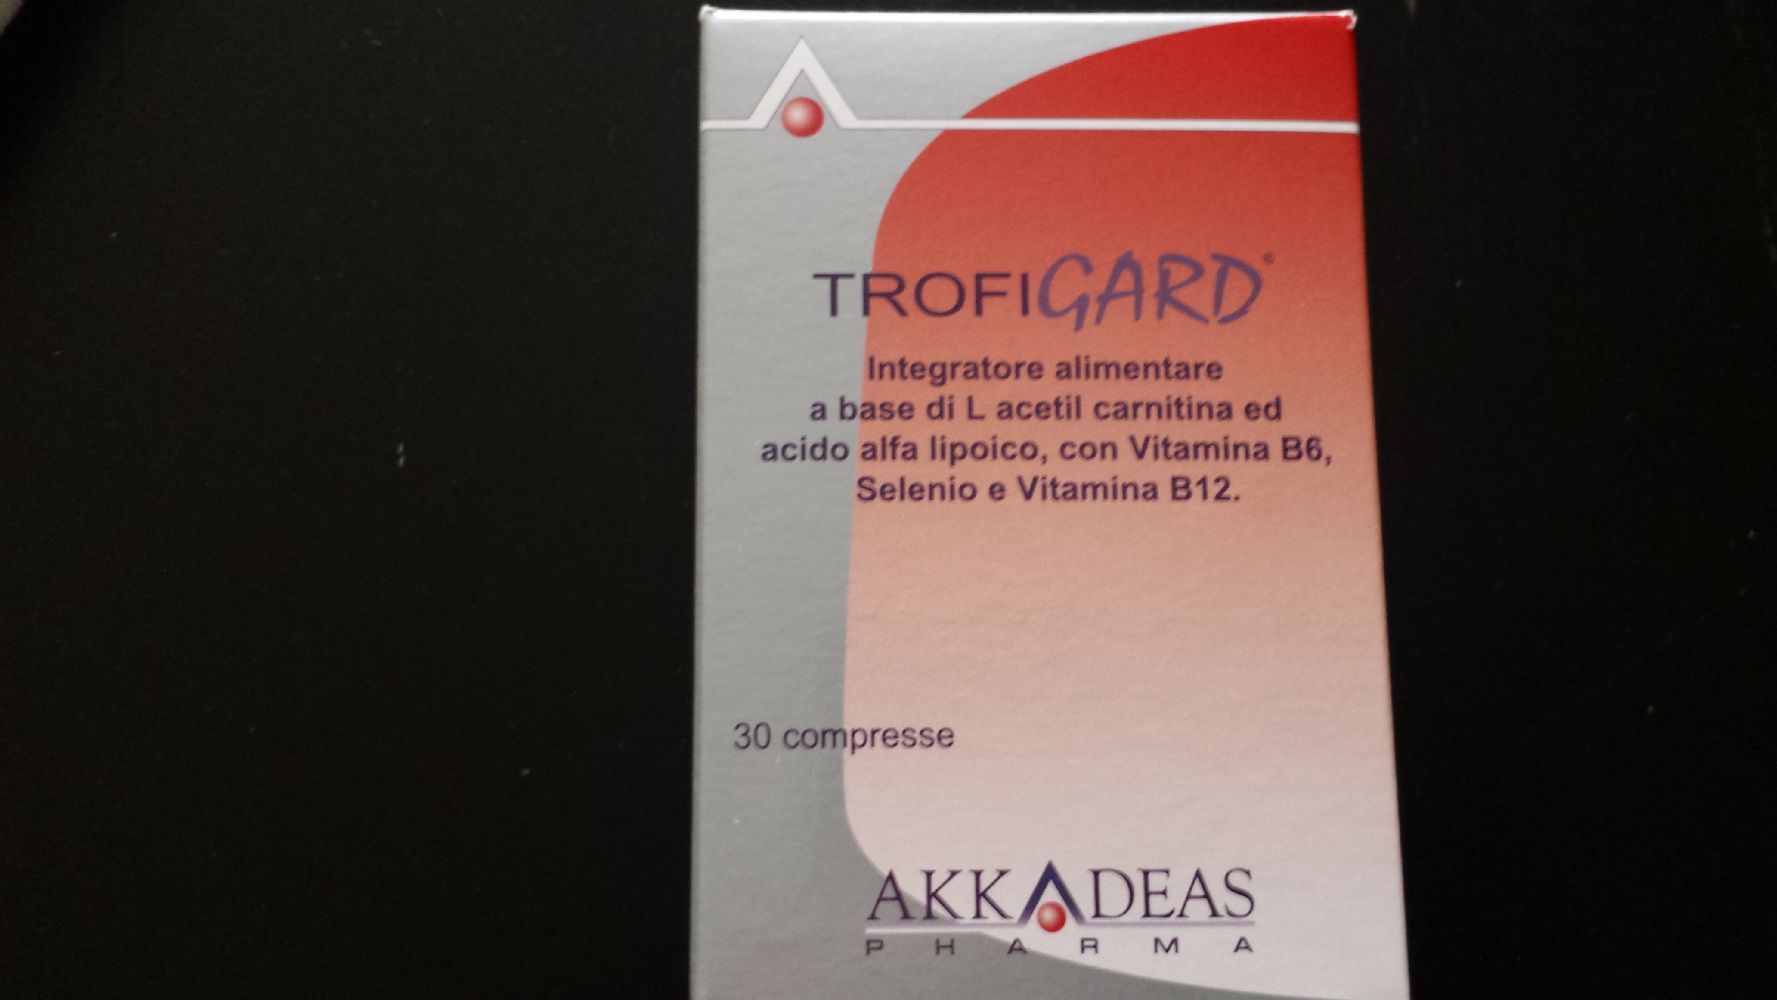 TROFIGARD®
Integratore alimentare
a base di L acetil carnitina ed
acido alfa lipoico, con Vitamina B6,
Selenio e Vitamina B12.
30 compresse
AKKADEAS
PHARMA